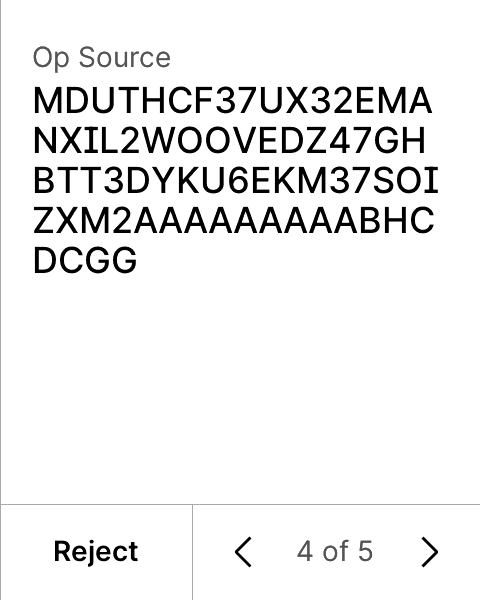 Op Source
MDUTHCF37UX32EMA
NXIL2WOOVEDZ47GH
BTT3DYKU6EKM37SOI
ZXM2AAAAAAAAABHC
DCGG
Reject
4 of 5